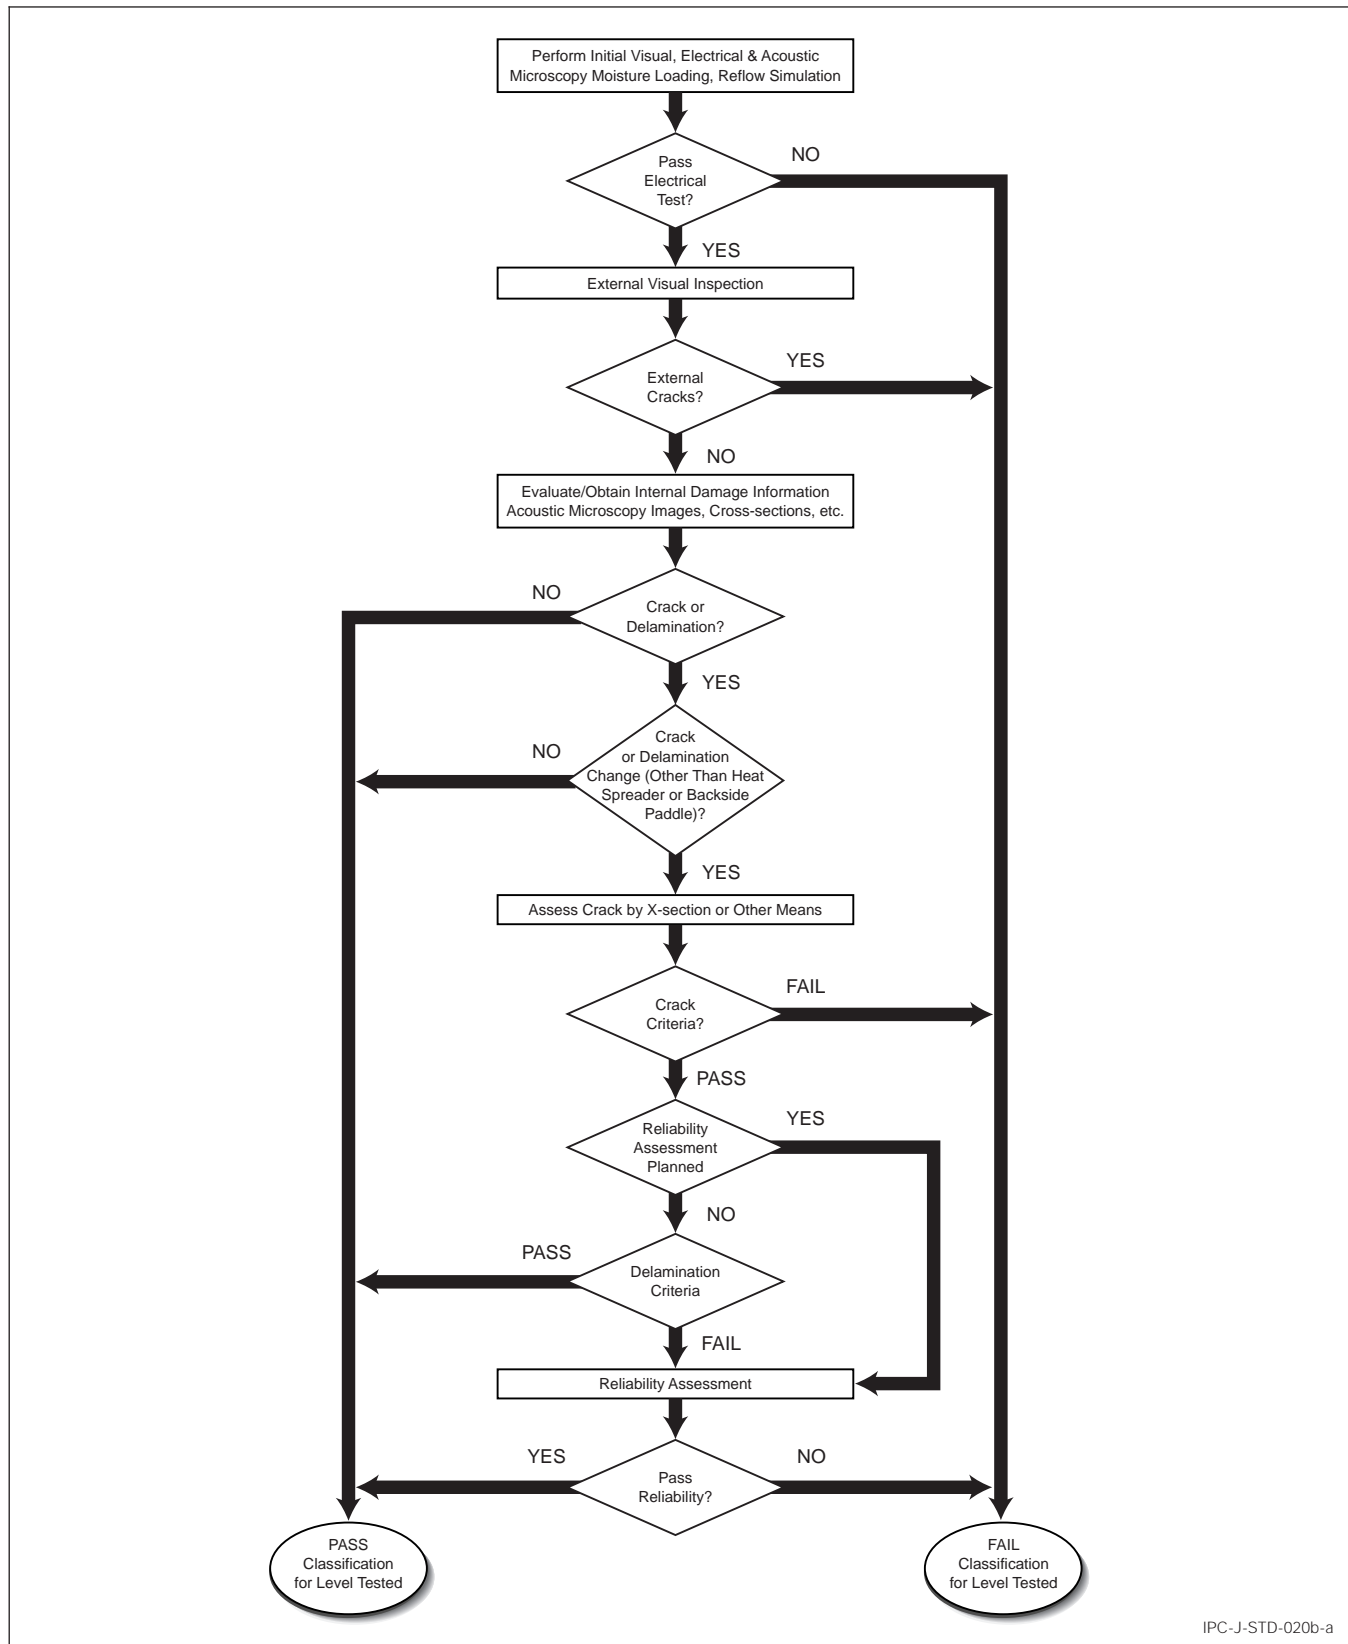 Perform Initial Visual, Electrical & Acoustic
Microscopy Moisture Loading, Reflow Simulation
Pass
Electrical
Test?
NO
YES
External Visual Inspection
External
Cracks?
YES
NO
Evaluate/Obtain Internal Damage Information
Acoustic Microscopy Images, Cross-sections, etc.
NO
Crack or
Delamination?
YES
NO
Crack
or Delamination
Change (Other Than Heat
Spreader or Backside
Paddle)?
YES
Assess Crack by X-section or Other Means
Crack
Criteria?
FAIL
PASS
Reliability
Assessment
Planned
YES
NO
PASS
Delamination
Criteria
FAIL
Reliability Assessment
YES
Pass
Reliability?
NO
PASS
Classification
for Level Tested
FAIL
Classification
for Level Tested
IPC-J-STD-020b-a